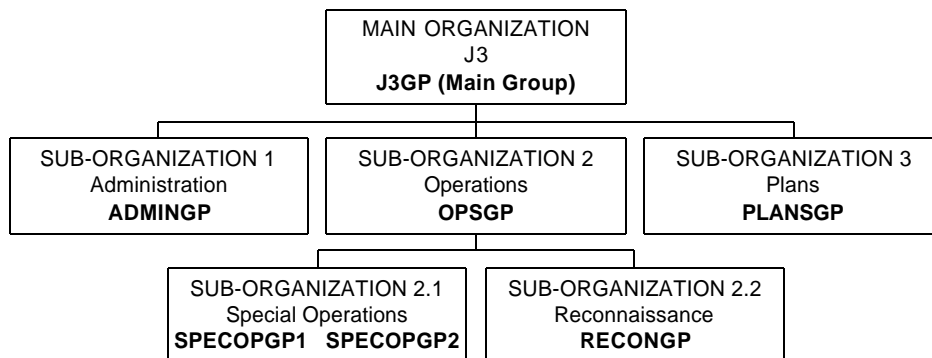 MAIN ORGANIZATION
J3
J3GP (Main Group)
SUB-ORGANIZATION 1
Administration
ADMINGP
SUB-ORGANIZATION 2
Operations
OPSGP
SUB-ORGANIZATION 3
Plans
PLANSGP
SUB-ORGANIZATION 2.1
Special Operations
SPECOPGP1 SPECOPGP2
SUB-ORGANIZATION 2.2
Reconnaissance
RECONGP